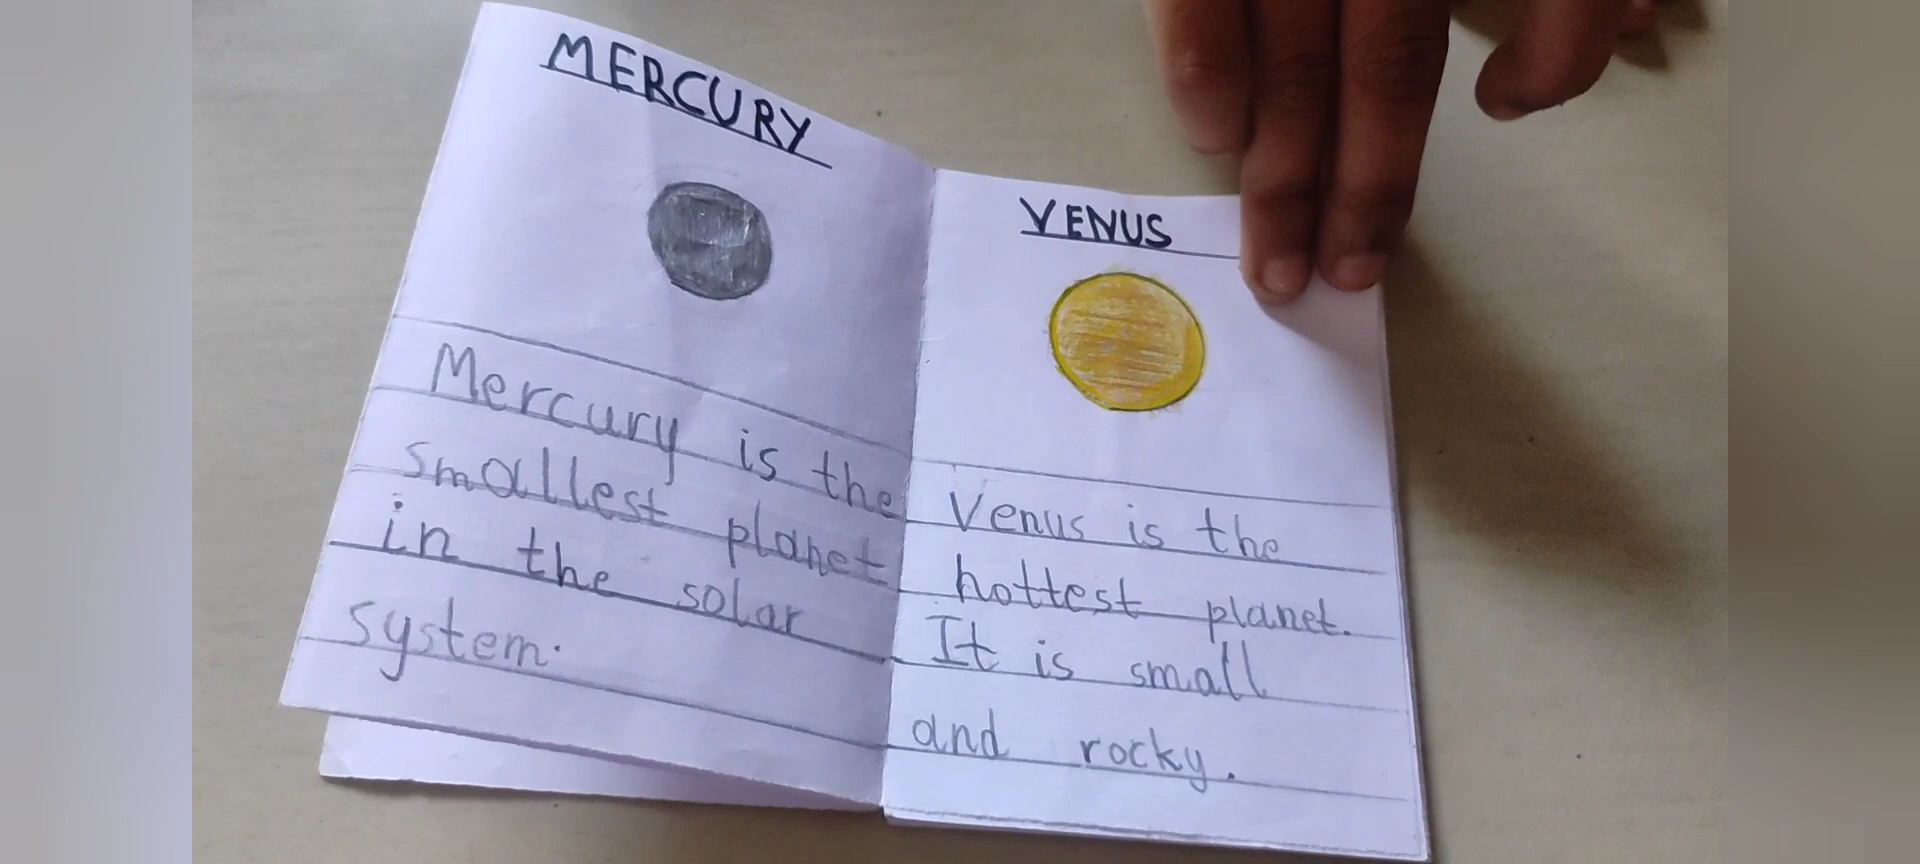 MERCURY
Mercury is the
smallest planet
in the solar
system.
VENUS
Venus is the
hottest planet.
It is small
and rocky.